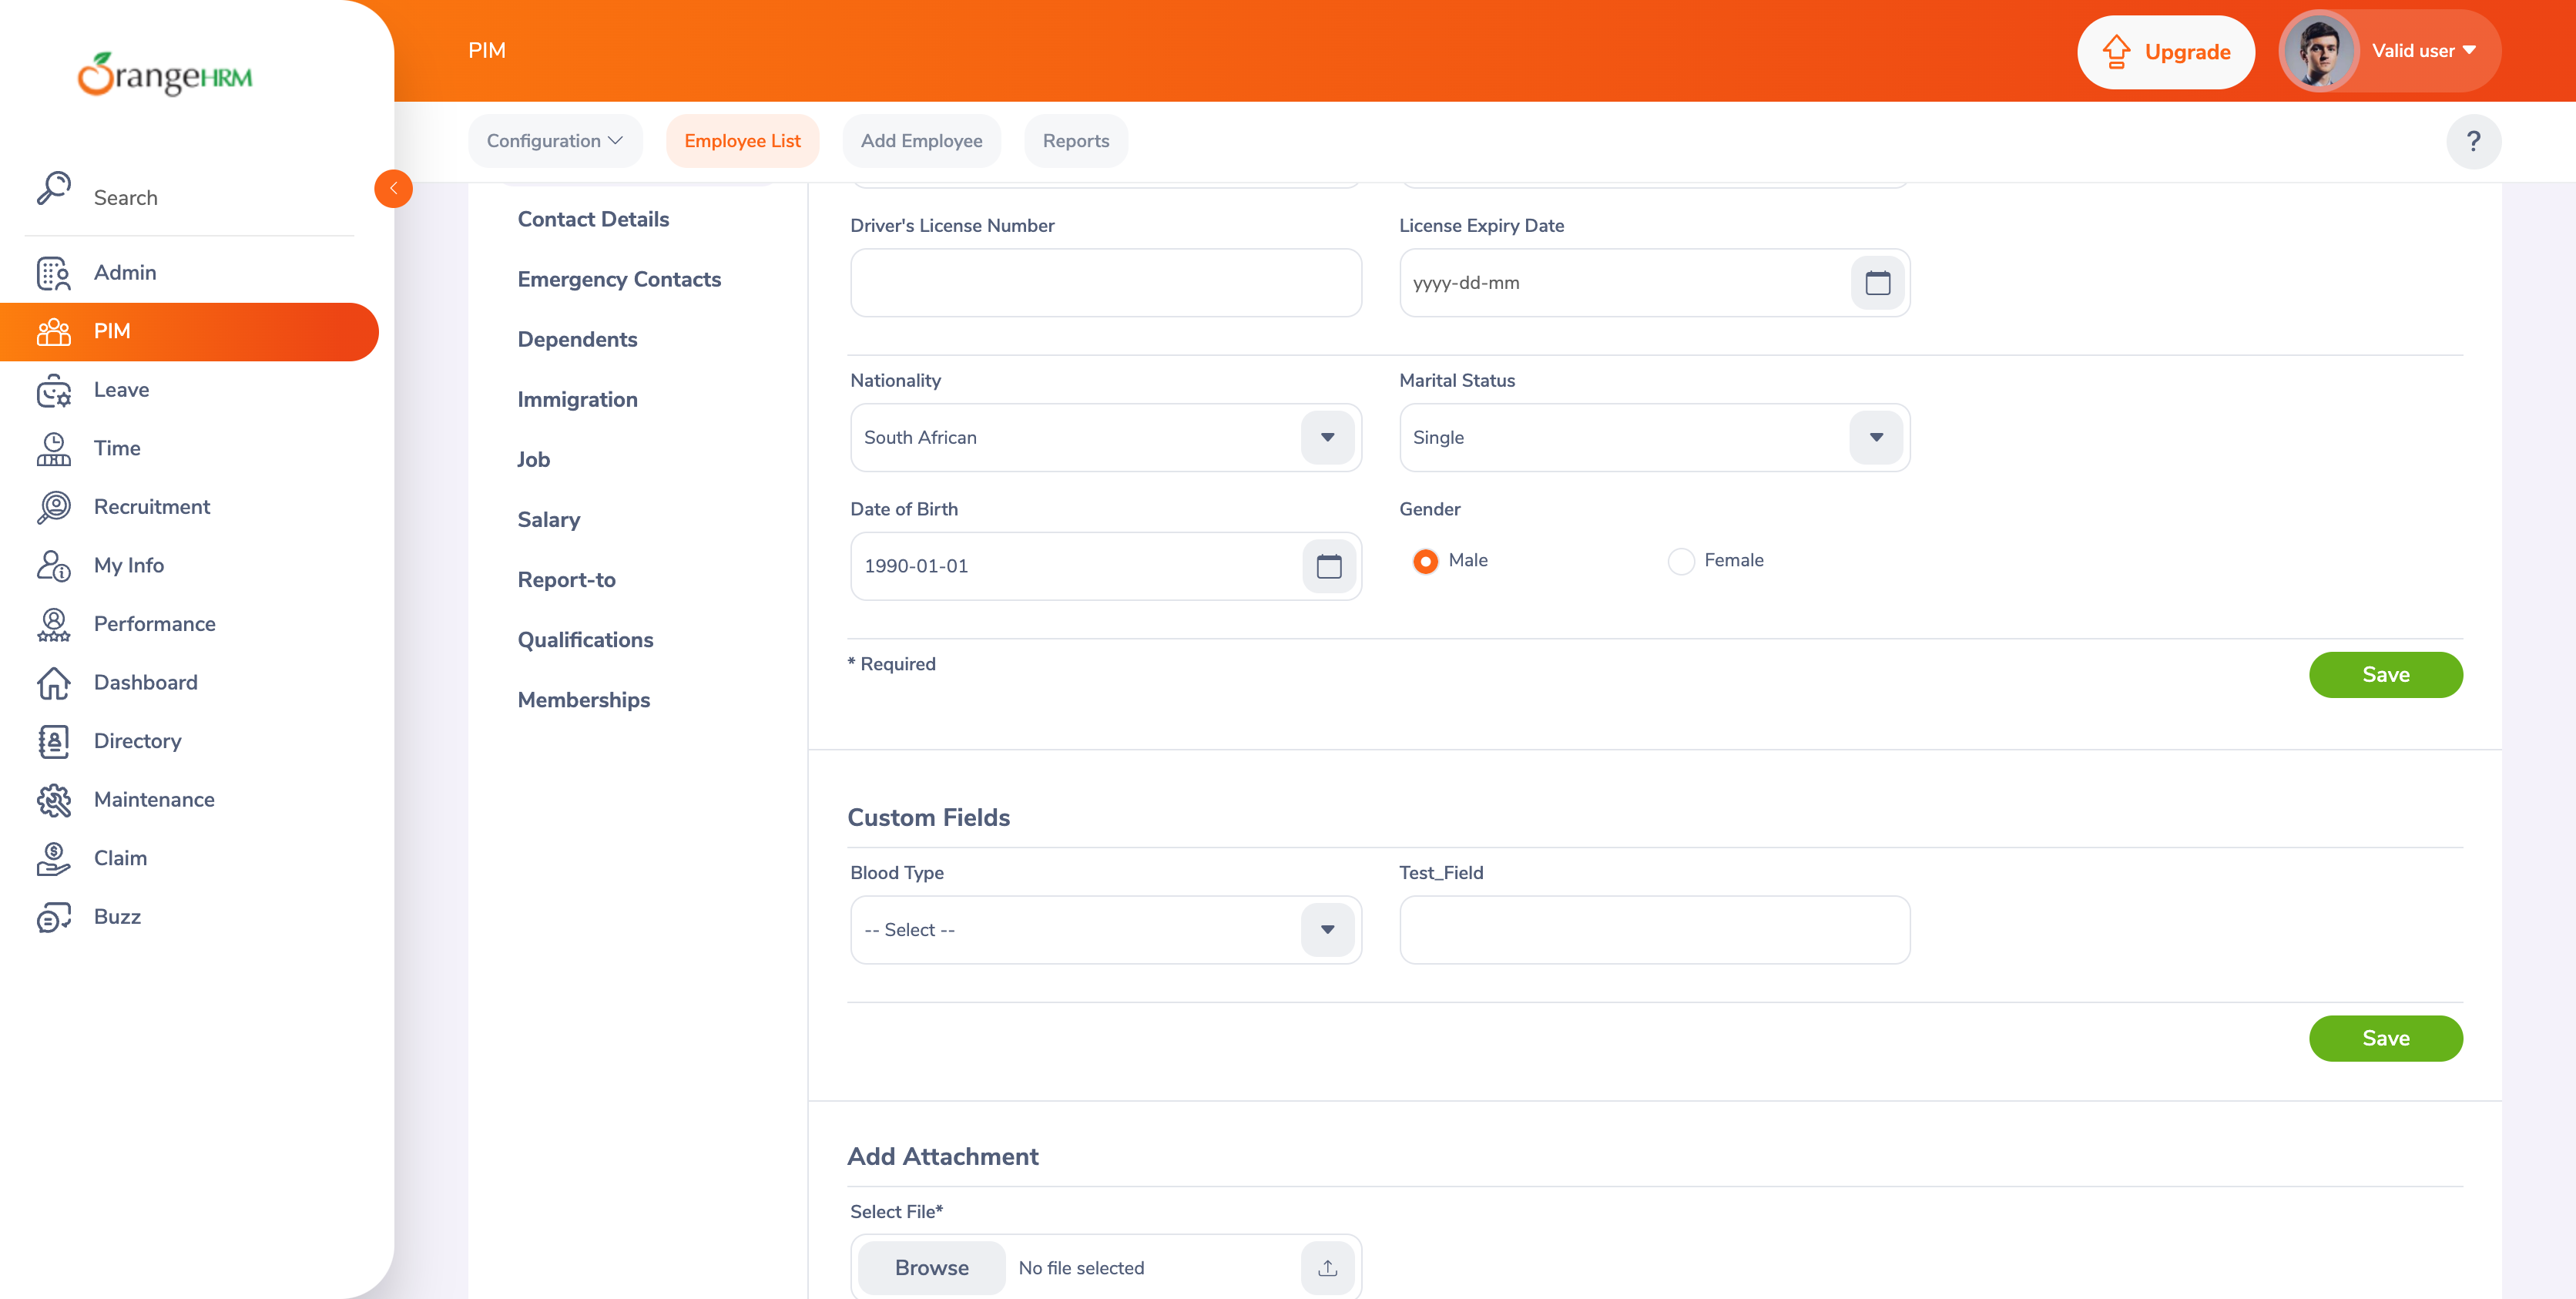 OrangeHRM
PIM
Upgrade
Valid user
Search
Configuration
Employee List
Add Employee
Reports
?
Admin
PIM
Leave
Time
Recruitment
My Info
Performance
Dashboard
Directory
Maintenance
Claim
Buzz
Contact Details
Emergency Contacts
Dependents
Immigration
Job
Salary
Report-to
Qualifications
Memberships
Driver's License Number
License Expiry Date
yyyy-dd-mm
Nationality
Marital Status
South African
Single
Date of Birth
Gender
1990-01-01
Male
Female
* Required
Save
Custom Fields
Blood Type
Test_Field
-- Select --
Save
Add Attachment
Select File*
Browse
No file selected